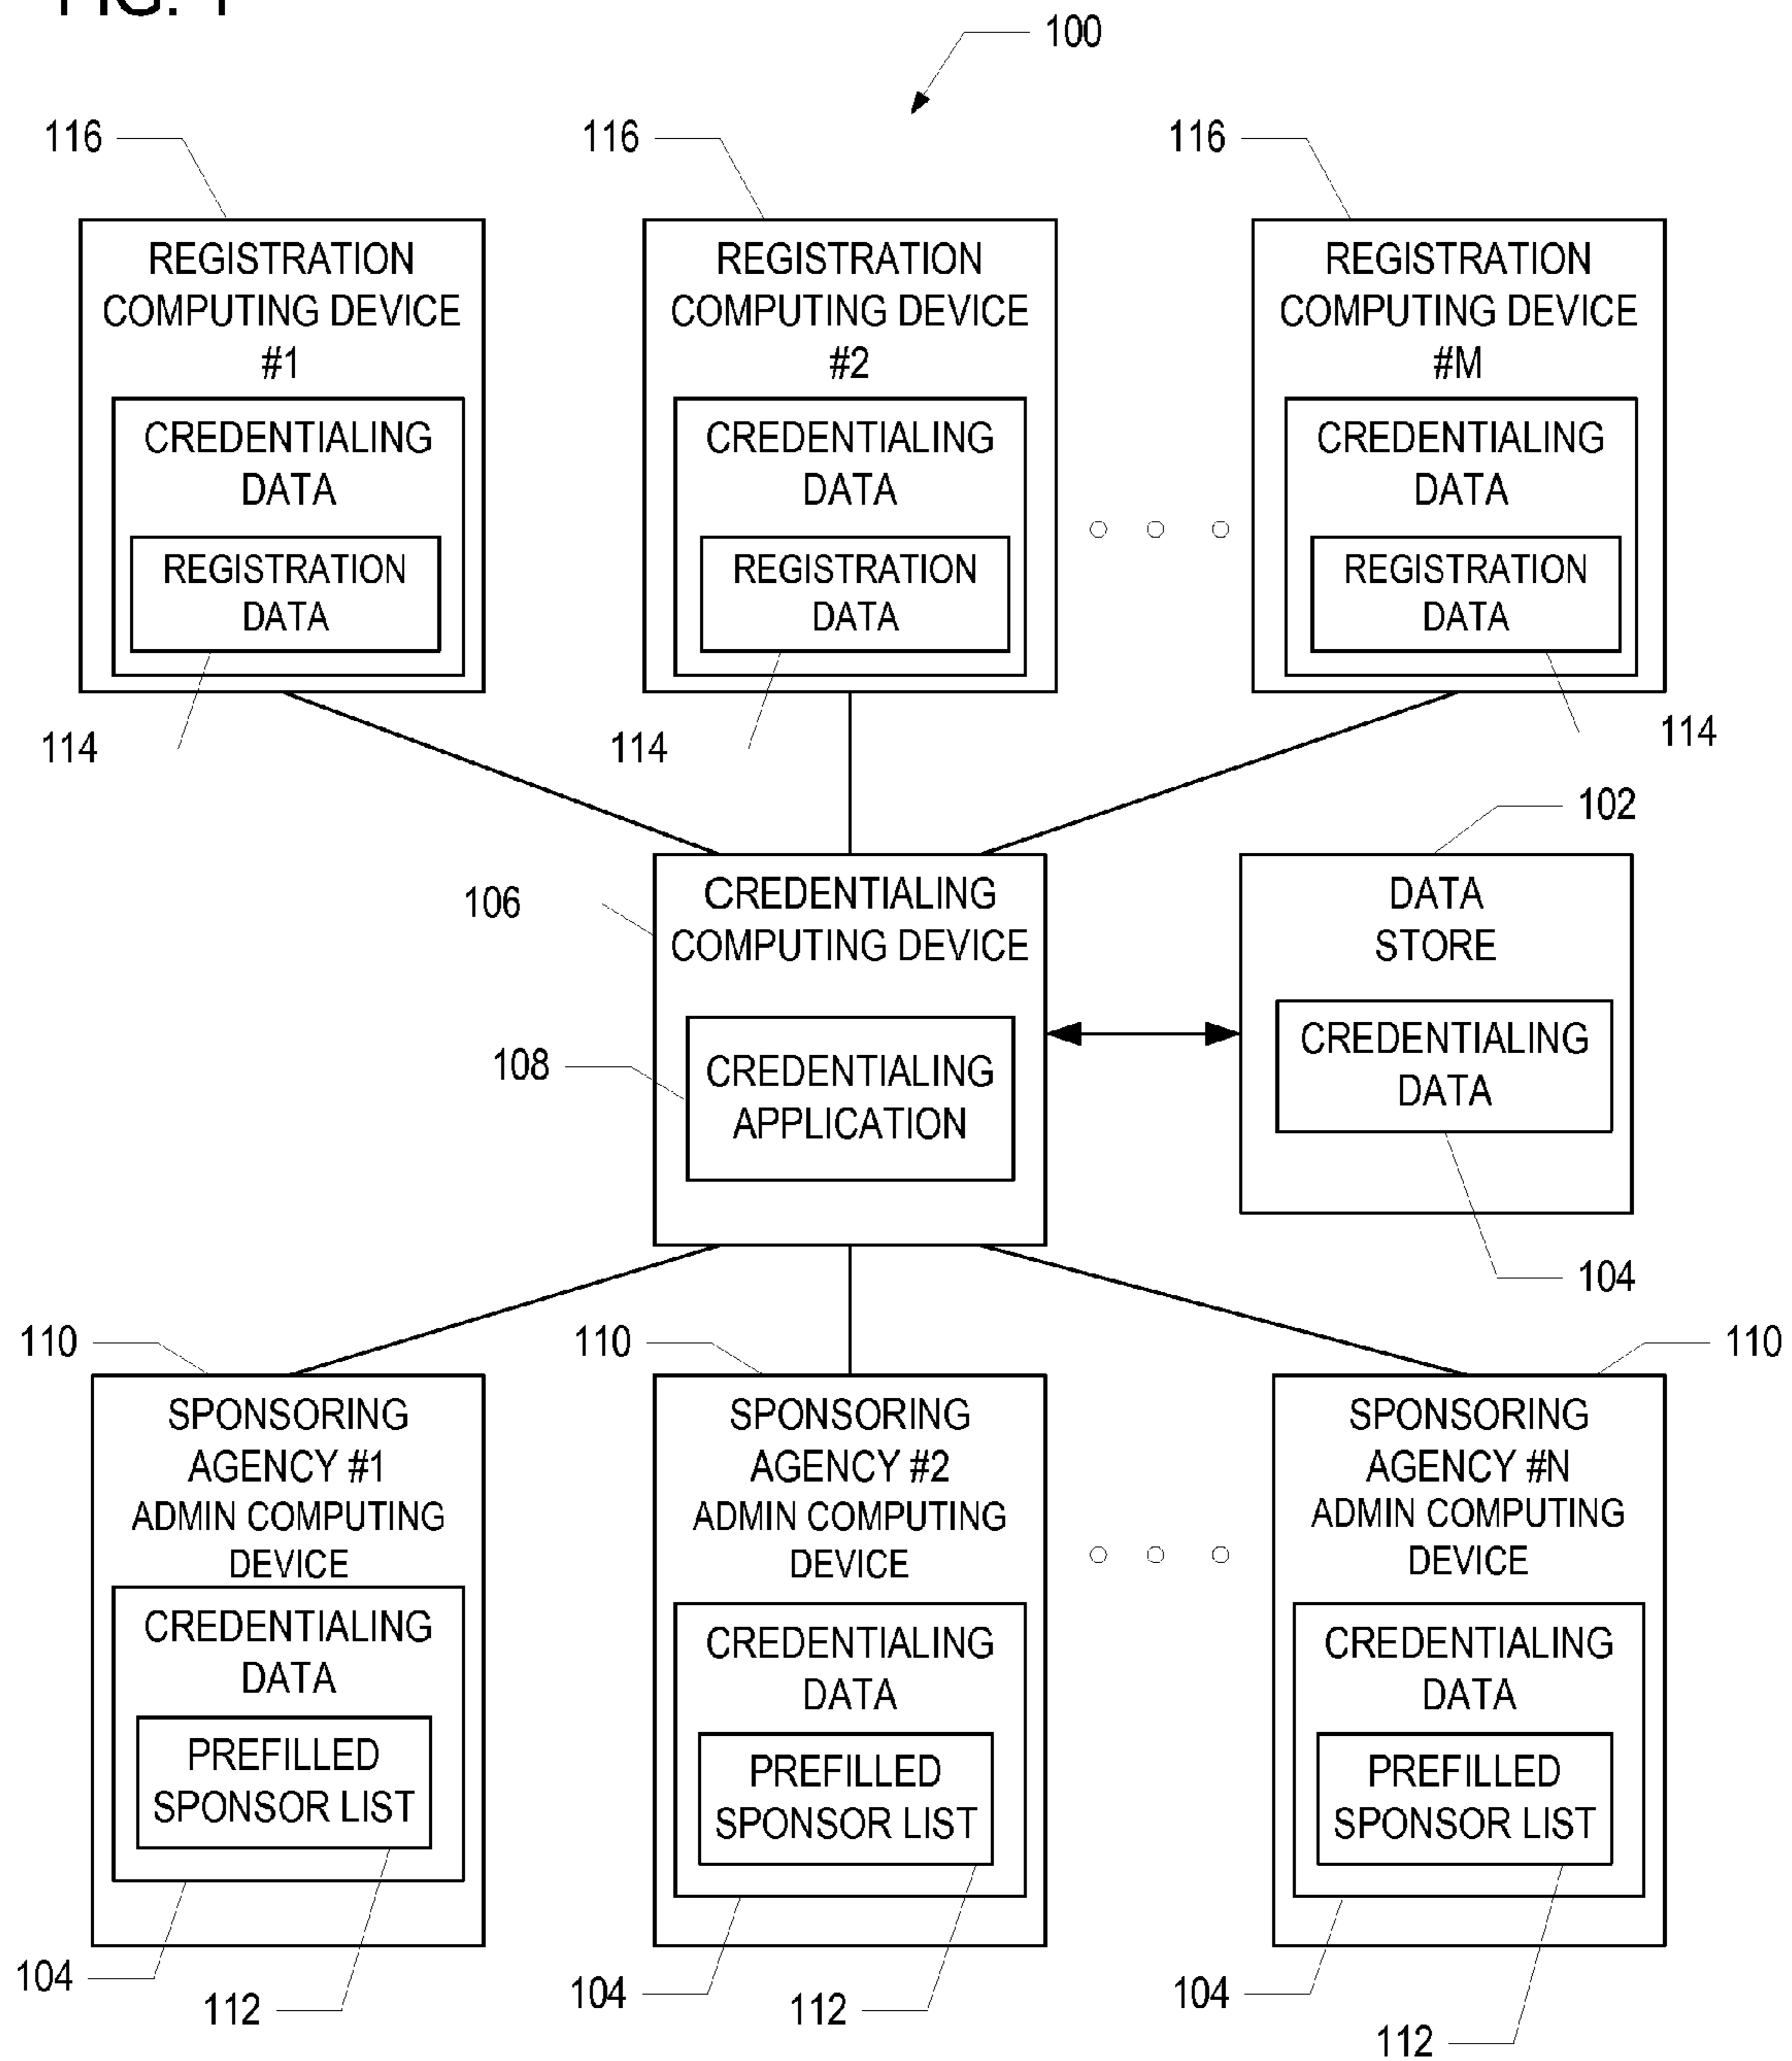 FIG. 1
100
116
116
116
REGISTRATION
COMPUTING DEVICE
#1
CREDENTIALING
DATA
REGISTRATION
DATA
REGISTRATION
COMPUTING DEVICE
#2
CREDENTIALING
DATA
REGISTRATION
DATA
REGISTRATION
COMPUTING DEVICE
#M
CREDENTIALING
DATA
REGISTRATION
DATA
114
114
114
102
106
CREDENTIALING
COMPUTING DEVICE
108
CREDENTIALING
APPLICATION
DATA
STORE
CREDENTIALING
DATA
104
110
110
110
SPONSORING
AGENCY #1
ADMIN COMPUTING
DEVICE
CREDENTIALING
DATA
PREFILLED
SPONSOR LIST
SPONSORING
AGENCY #2
ADMIN COMPUTING
DEVICE
CREDENTIALING
DATA
PREFILLED
SPONSOR LIST
SPONSORING
AGENCY #N
ADMIN COMPUTING
DEVICE
CREDENTIALING
DATA
PREFILLED
SPONSOR LIST
104
112
104
112
104
112